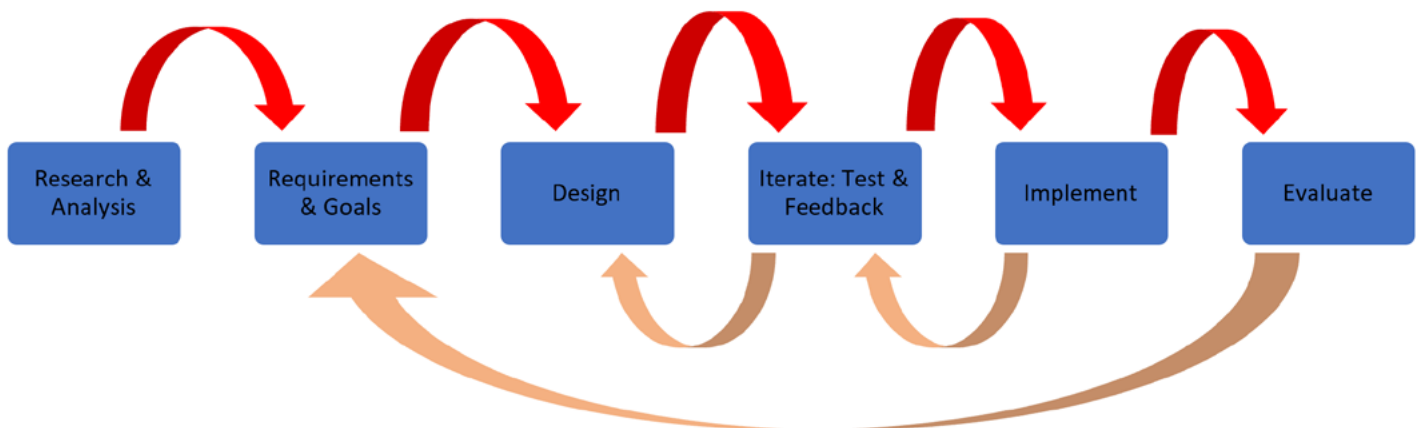 Research &
Analysis
Requirements
& Goals
Design
Iterate: Test &
Feedback
Implement
Evaluate